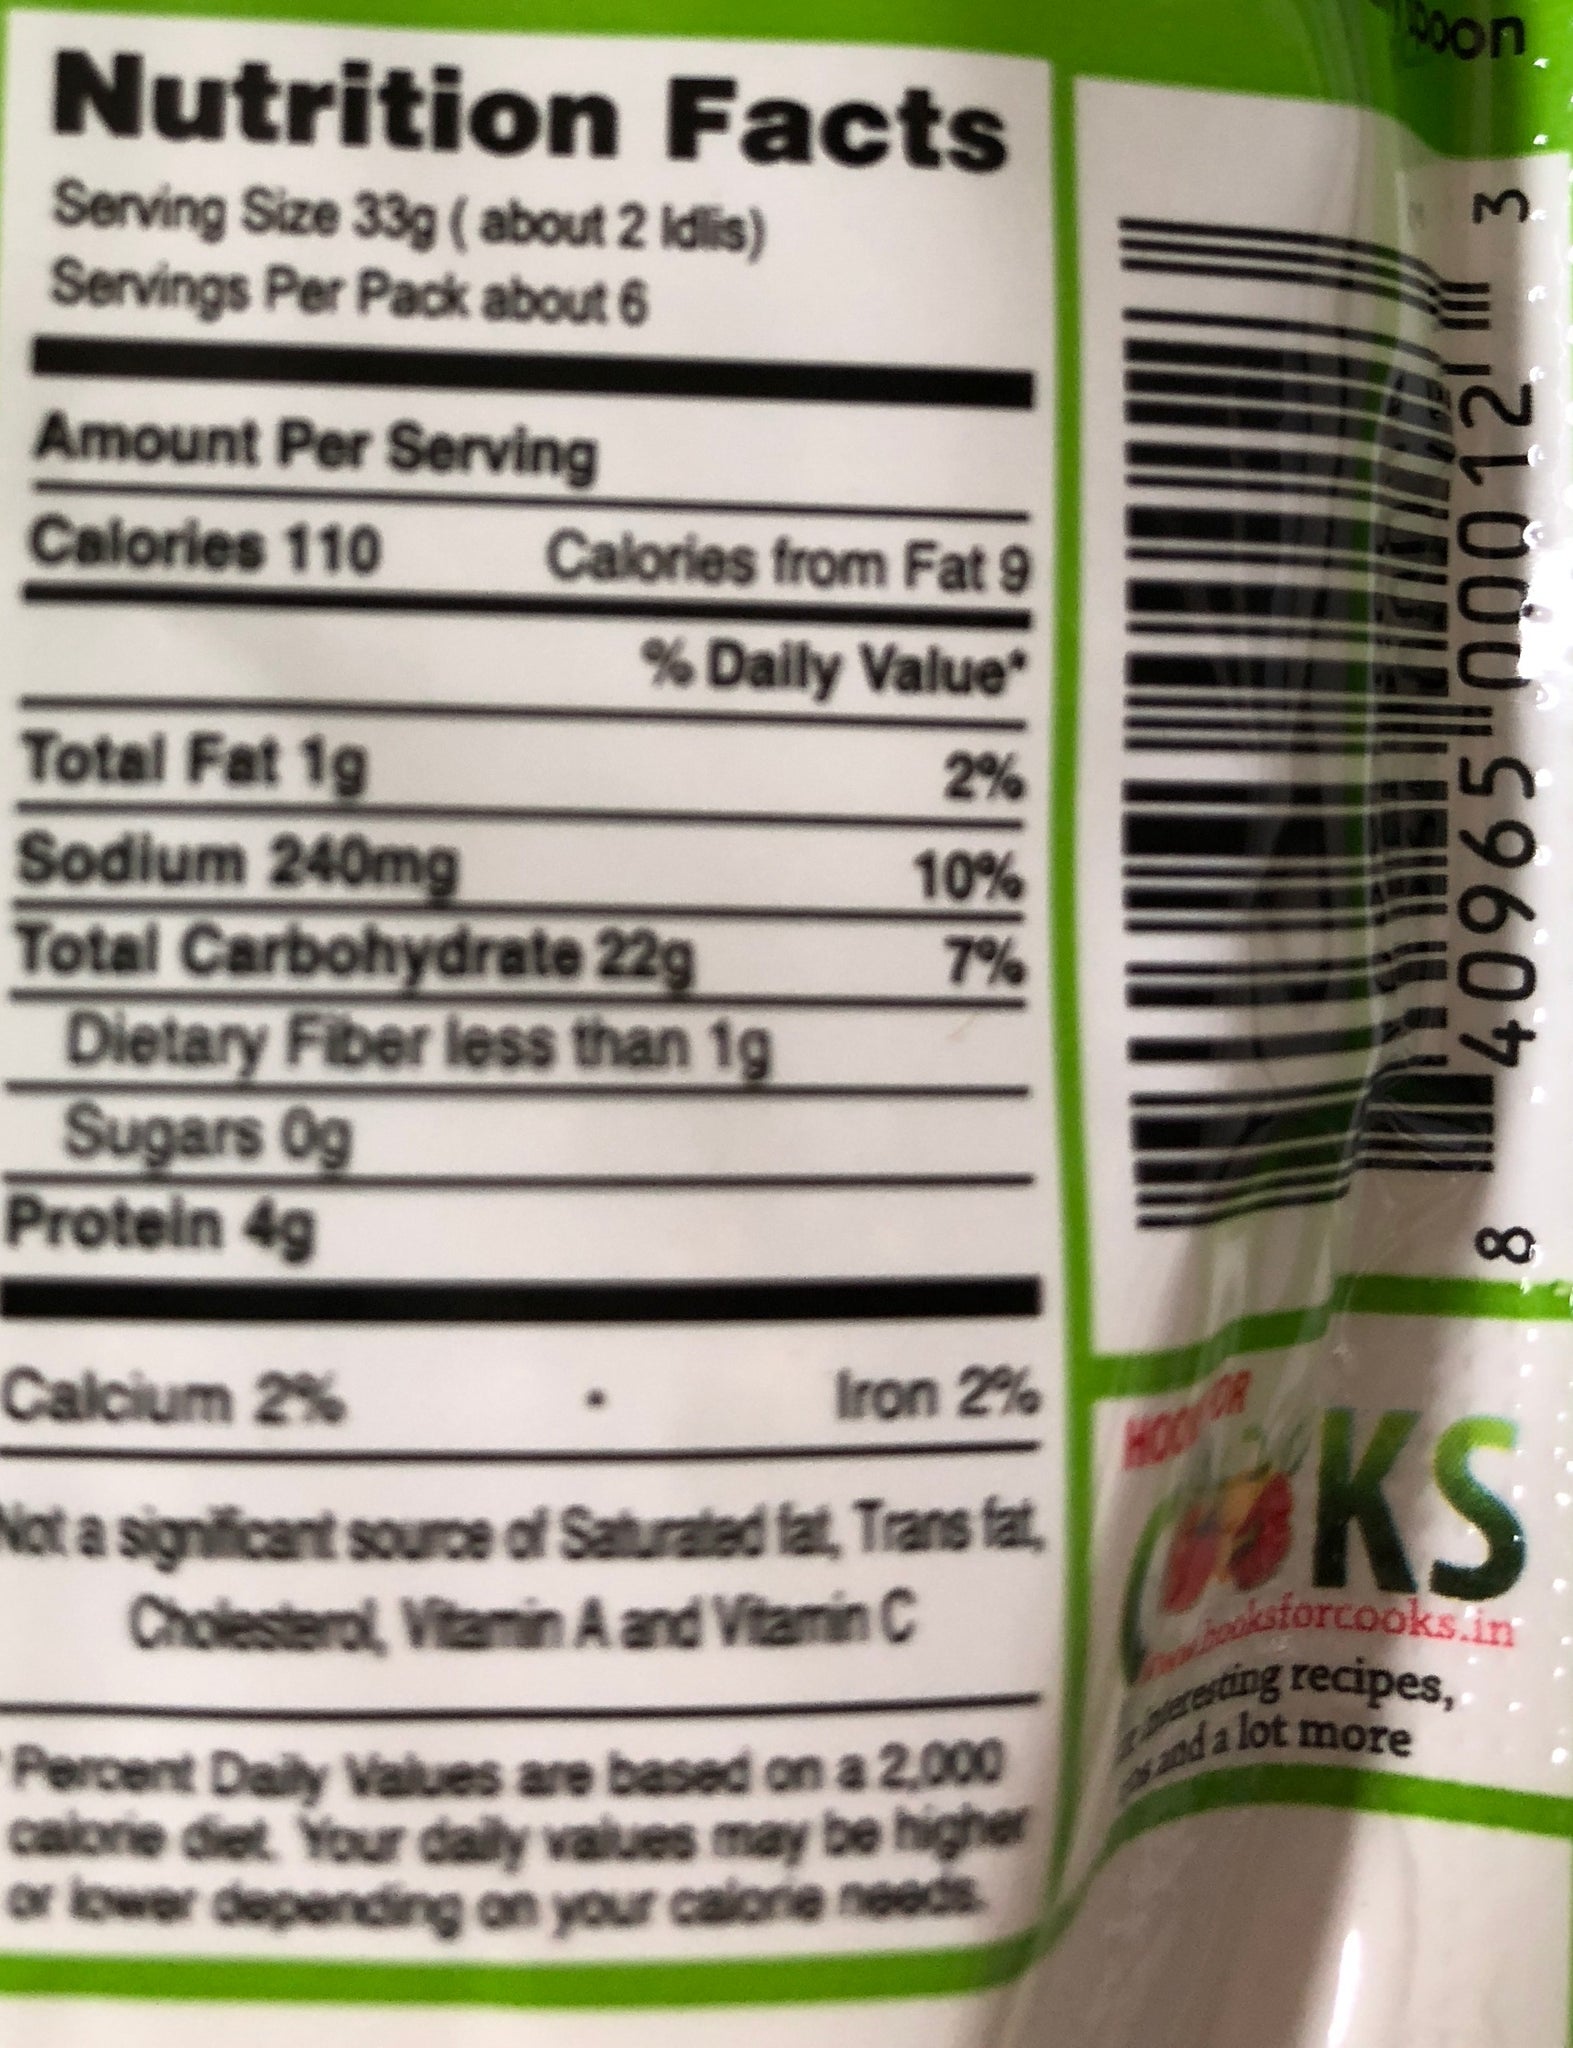 Nutrition Facts
Serving Size 33g ( about 2 Idlis)
Servings Per Pack about 6
Amount Per Serving
Calories 110 Calories from Fat 9
% Daily Value*
Total Fat 1g 2%
Sodium 240mg 10%
Total Carbohydrate 22g 7%
Dietary Fiber less than 1g
Sugars 0g
Protein 4g
Calcium 2% • Iron 2%
Not a significant source of Saturated fat, Trans fat,
Cholesterol, Vitamin A and Vitamin C
* Percent Daily Values are based on a 2,000
calorie diet. Your daily values may be higher
or lower depending on your calorie needs.
8 40965 00012 3
KS
recipes,
and a lot more